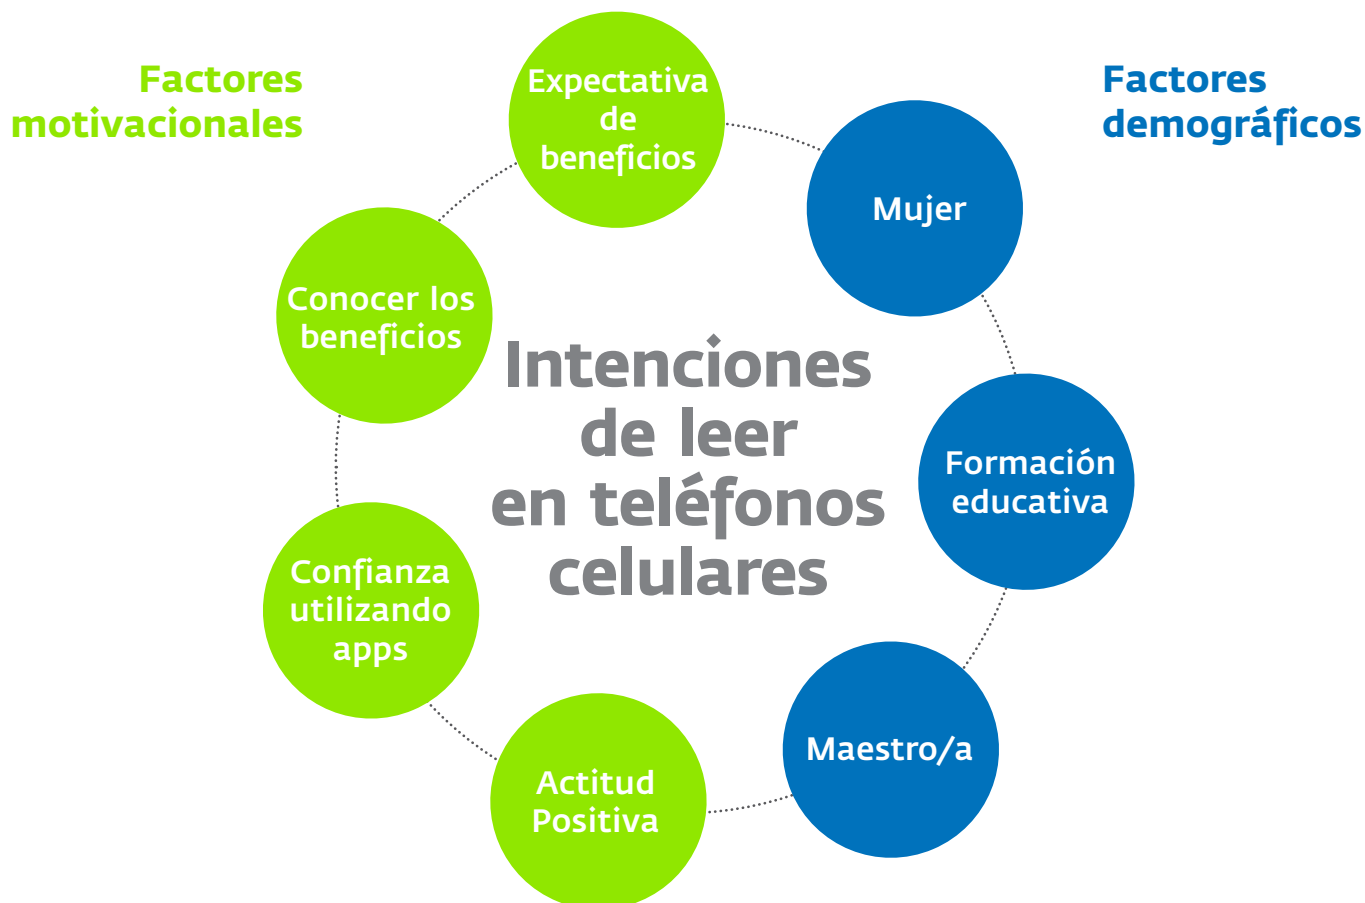 Factores
motivacionales
Factores
demográficos
Expectativa
de
beneficios
Mujer
Conocer los
beneficios
Intenciones
de leer
en teléfonos
celulares
Formación
educativa
Confianza
utilizando
apps
Maestro/a
Actitud
Positiva